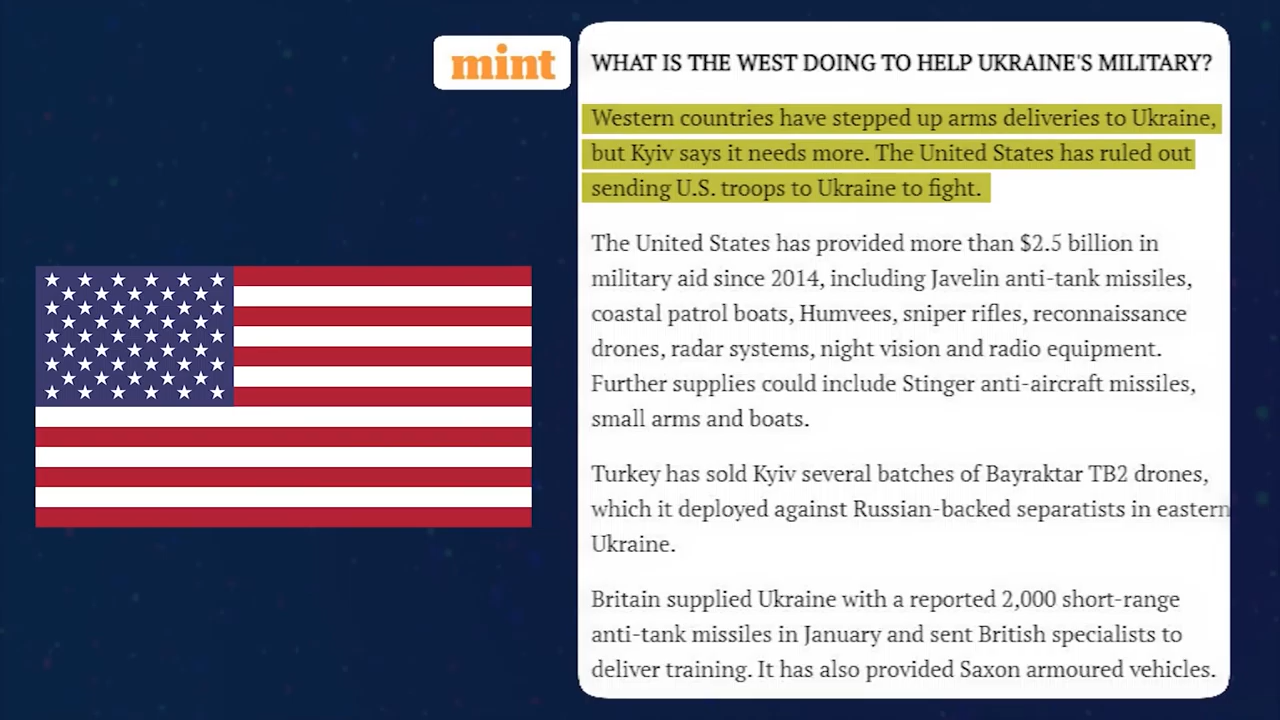 mint
WHAT IS THE WEST DOING TO HELP UKRAINE'S MILITARY?
Western countries have stepped up arms deliveries to Ukraine,
but Kyiv says it needs more. The United States has ruled out
sending U.S. troops to Ukraine to fight.
The United States has provided more than $2.5 billion in
military aid since 2014, including Javelin anti-tank missiles,
coastal patrol boats, Humvees, sniper rifles, reconnaissance
drones, radar systems, night vision and radio equipment.
Further supplies could include Stinger anti-aircraft missiles,
small arms and boats.
Turkey has sold Kyiv several batches of Bayraktar TB2 drones,
which it deployed against Russian-backed separatists in eastern
Ukraine.
Britain supplied Ukraine with a reported 2,000 short-range
anti-tank missiles in January and sent British specialists to
deliver training. It has also provided Saxon armoured vehicles.